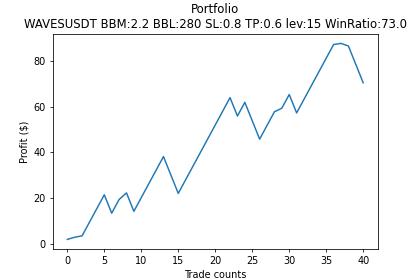 Portfolio
WAVESUSDT BBM:2.2 BBL:280 SL:0.8 TP:0.6 lev:15 WinRatio:73.0
80
60
40
20
0
Profit ($)
0 5 10 15 20 25 30 35 40
Trade counts